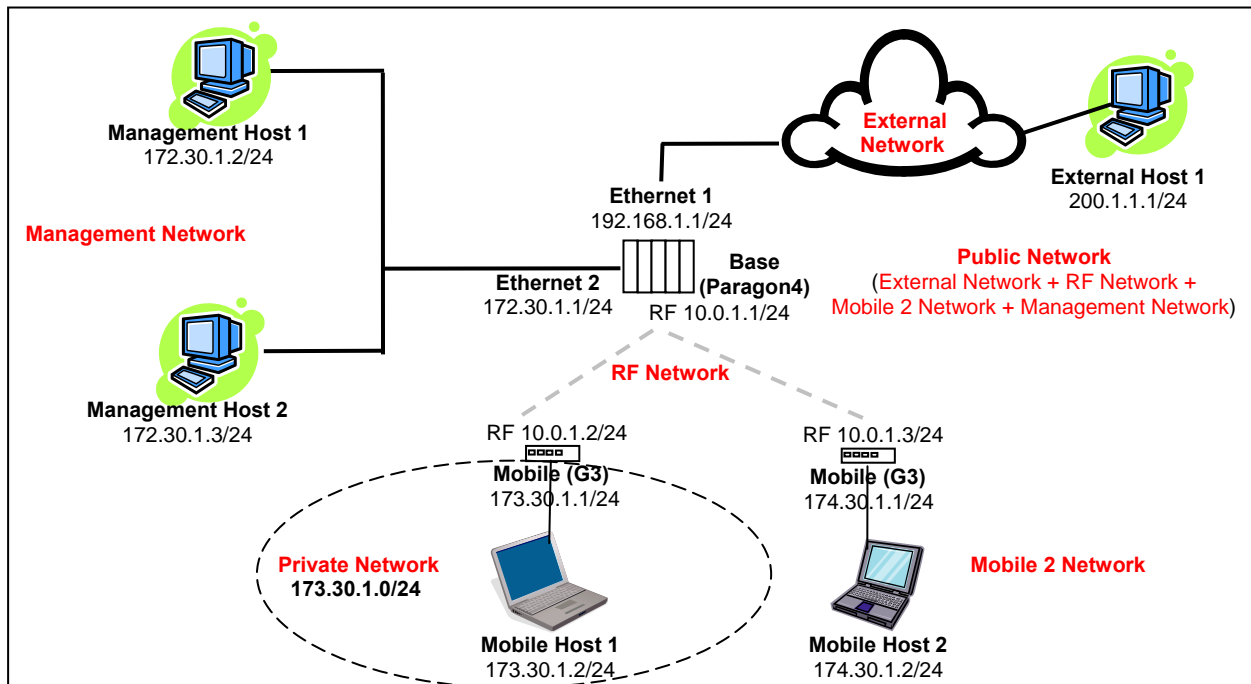 Management Host 1
172.30.1.2/24
Management Network
Management Host 2
172.30.1.3/24
External
Network
External Host 1
200.1.1.1/24
Ethernet 1
192.168.1.1/24
Ethernet 2
172.30.1.1/24
Base
(Paragon4)
RF 10.0.1.1/24
Public Network
(External Network + RF Network +
Mobile 2 Network + Management Network)
RF Network
RF 10.0.1.2/24
Mobile (G3)
173.30.1.1/24
Private Network
173.30.1.0/24
Mobile Host 1
173.30.1.2/24
RF 10.0.1.3/24
Mobile (G3)
174.30.1.1/24
Mobile 2 Network
Mobile Host 2
174.30.1.2/24